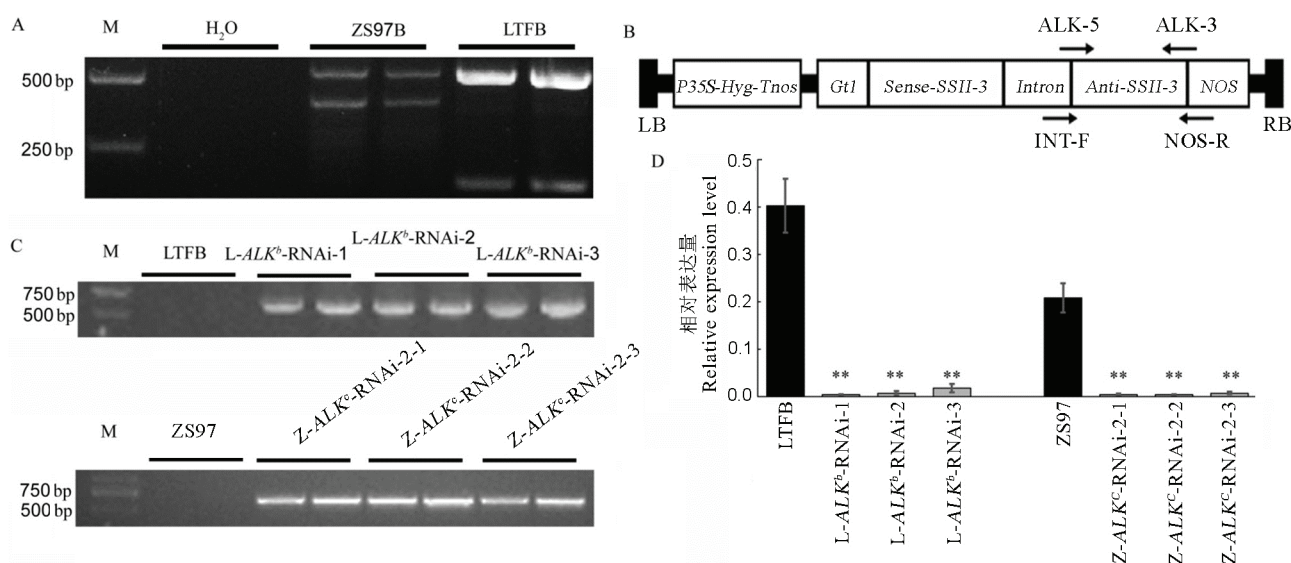 A
M
H₂O
ZS97B
LTFB
500 bp
250 bp
B
ALK-5
ALK-3
P35S-Hyg-Tnos
Gt1
Sense-SSII-3
Intron
Anti-SSII-3
NOS
LB
RB
INT-F
NOS-R
C
M
LTFB
L-ALKᵇ-RNAi-1
L-ALKᵇ-RNAi-2
L-ALKᵇ-RNAi-3
750 bp
500 bp
M
ZS97
Z-ALKᶜ-RNAi-2-1
Z-ALKᶜ-RNAi-2-2
Z-ALKᶜ-RNAi-2-3
750 bp
500 bp
D
相对表达量
Relative expression level
0.5
0.4
0.3
0.2
0.1
0.0
**
**
**
**
**
**
LTFB
L-ALKᵇ-RNAi-1
L-ALKᵇ-RNAi-2
L-ALKᵇ-RNAi-3
ZS97
Z-ALKᶜ-RNAi-2-1
Z-ALKᶜ-RNAi-2-2
Z-ALKᶜ-RNAi-2-3